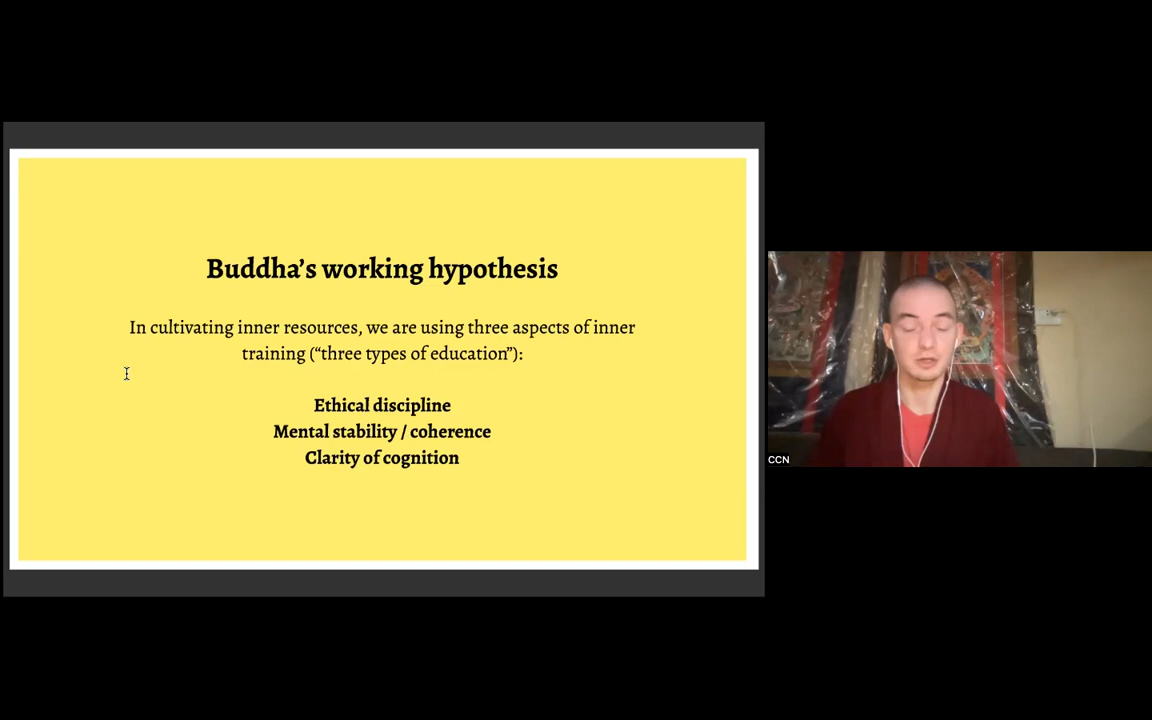 Buddha’s working hypothesis
In cultivating inner resources, we are using three aspects of inner
training (“three types of education”):
Ethical discipline
Mental stability / coherence
Clarity of cognition
CCN